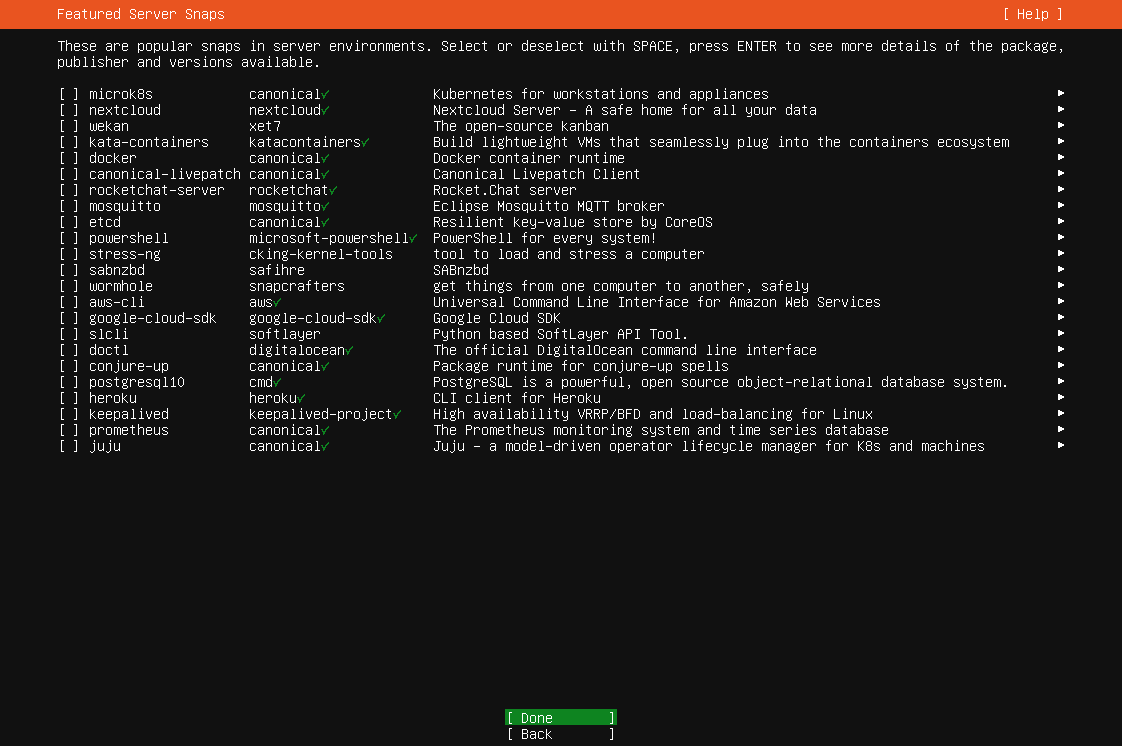 Featured Server Snaps [ Help ]
These are popular snaps in server environments. Select or deselect with SPACE, press ENTER to see more details of the package,
publisher and versions available.
[ ] microk8s canonical✓ Kubernetes for workstations and appliances ▸
[ ] nextcloud nextcloud✓ Nextcloud Server - A safe home for all your data ▸
[ ] wekan xet7 The open-source kanban ▸
[ ] kata-containers katacontainers✓ Build lightweight VMs that seamlessly plug into the containers ecosystem ▸
[ ] docker canonical✓ Docker container runtime ▸
[ ] canonical-livepatch canonical✓ Canonical Livepatch Client ▸
[ ] rocketchat-server rocketchat✓ Rocket.Chat server ▸
[ ] mosquitto mosquitto✓ Eclipse Mosquitto MQTT broker ▸
[ ] etcd canonical✓ Resilient key-value store by CoreOS ▸
[ ] powershell microsoft-powershell✓ PowerShell for every system! ▸
[ ] stress-ng cking-kernel-tools tool to load and stress a computer ▸
[ ] sabnzbd safihre SABnzbd ▸
[ ] wormhole snapcrafters get things from one computer to another, safely ▸
[ ] aws-cli aws✓ Universal Command Line Interface for Amazon Web Services ▸
[ ] google-cloud-sdk google-cloud-sdk✓ Google Cloud SDK ▸
[ ] slcli softlayer Python based SoftLayer API Tool. ▸
[ ] doctl digitalocean✓ The official DigitalOcean command line interface ▸
[ ] conjure-up canonical✓ Package runtime for conjure-up spells ▸
[ ] postgresql10 cmd✓ PostgreSQL is a powerful, open source object-relational database system. ▸
[ ] heroku heroku✓ CLI client for Heroku ▸
[ ] keepalived keepalived-project✓ High availability VRRP/BFD and load-balancing for Linux ▸
[ ] prometheus canonical✓ The Prometheus monitoring system and time series database ▸
[ ] juju canonical✓ Juju - a model-driven operator lifecycle manager for K8s and machines ▸
[ Done ]
[ Back ]